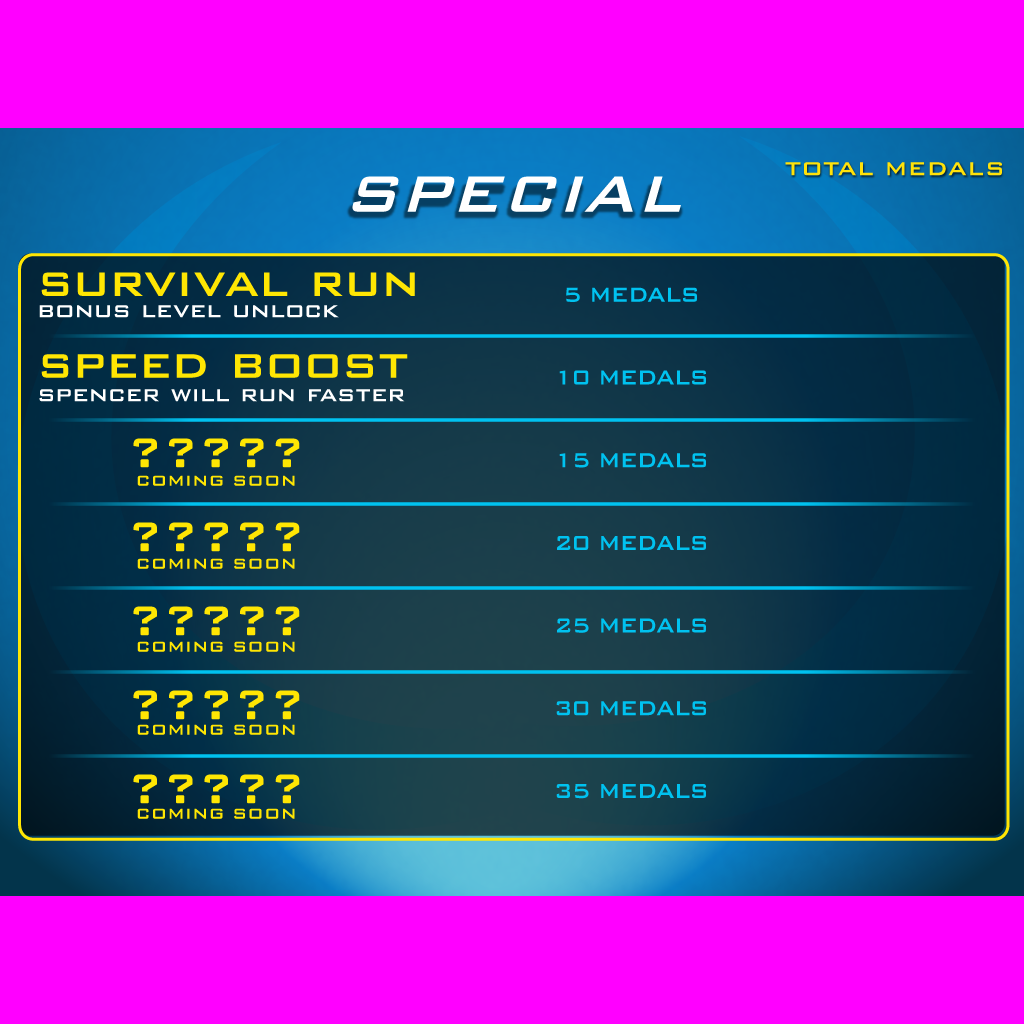 TOTAL MEDALS
SPECIAL
SURVIVAL RUN
BONUS LEVEL UNLOCK
5 MEDALS
SPEED BOOST
SPENCER WILL RUN FASTER
10 MEDALS
?????
COMING SOON
15 MEDALS
?????
COMING SOON
20 MEDALS
?????
COMING SOON
25 MEDALS
?????
COMING SOON
30 MEDALS
?????
COMING SOON
35 MEDALS